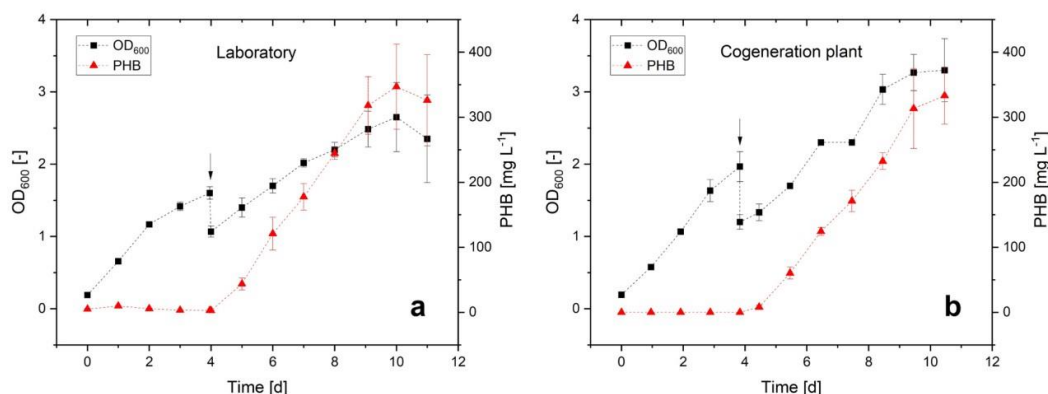 Laboratory
OD600
PHB
4
3
2
1
0
OD600 [-]
400
300
200
100
0
PHB [mg L-1]
0 2 4 6 8 10 12
Time [d]
a
Cogeneration plant
OD600
PHB
4
3
2
1
0
OD600 [-]
400
300
200
100
0
PHB [mg L-1]
0 2 4 6 8 10 12
Time [d]
b